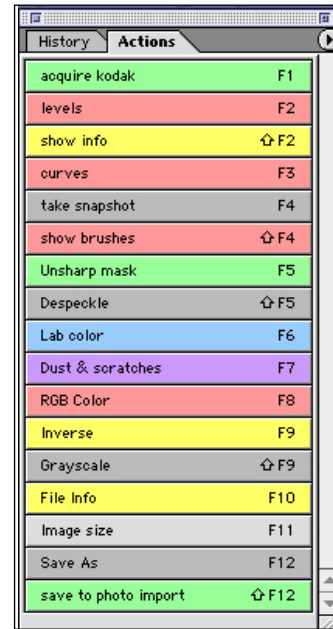 History Actions
acquire kodak F1
levels F2
show info ⇧F2
curves F3
take snapshot F4
show brushes ⇧F4
Unsharp mask F5
Despeckle ⇧F5
Lab color F6
Dust & scratches F7
RGB Color F8
Inverse F9
Grayscale ⇧F9
File Info F10
Image size F11
Save As F12
save to photo import ⇧F12